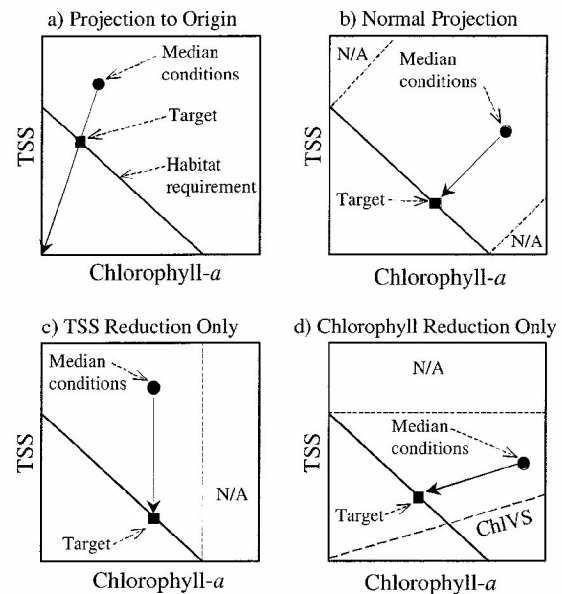 a) Projection to Origin
Median
conditions
Target
Habitat
requirement
TSS
Chlorophyll-a
b) Normal Projection
N/A
Median
conditions
Target
N/A
TSS
Chlorophyll-a
c) TSS Reduction Only
Median
conditions
N/A
Target
TSS
Chlorophyll-a
d) Chlorophyll Reduction Only
N/A
Median
conditions
Target
ChlVS
TSS
Chlorophyll-a